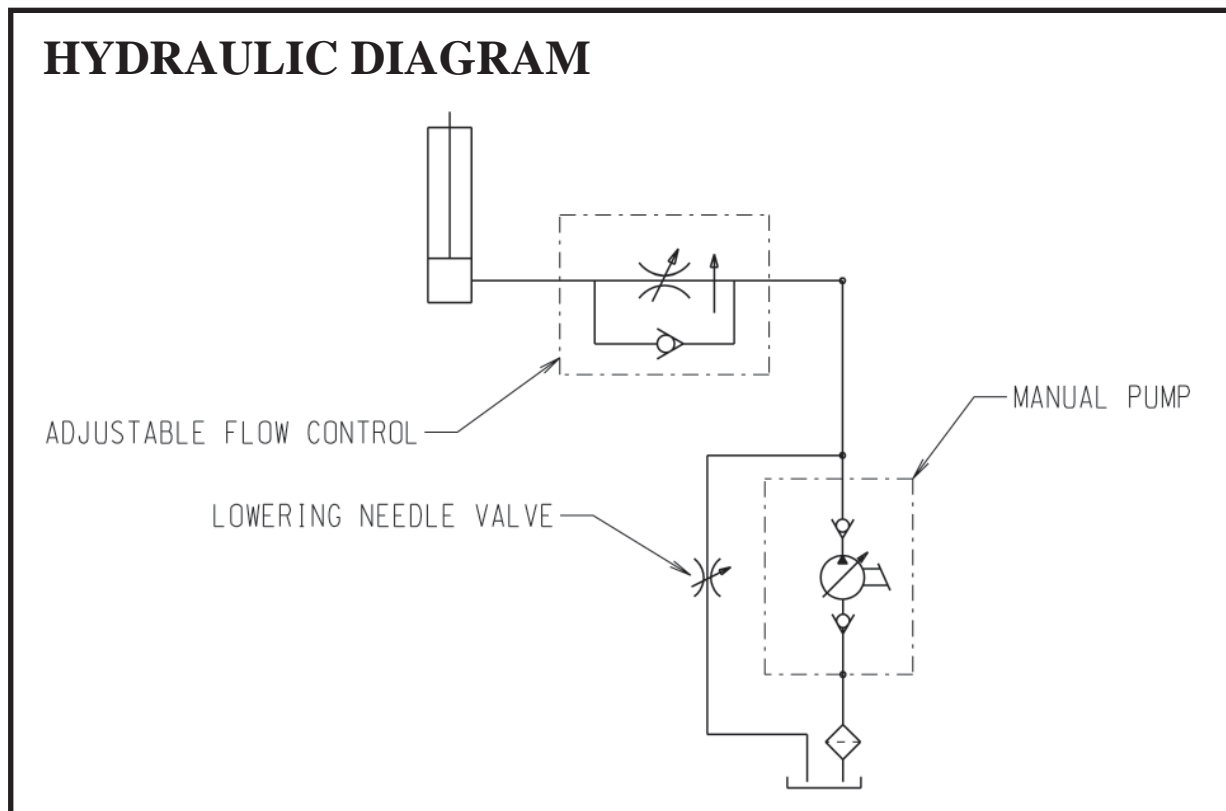 HYDRAULIC DIAGRAM
MANUAL PUMP
ADJUSTABLE FLOW CONTROL
LOWERING NEEDLE VALVE